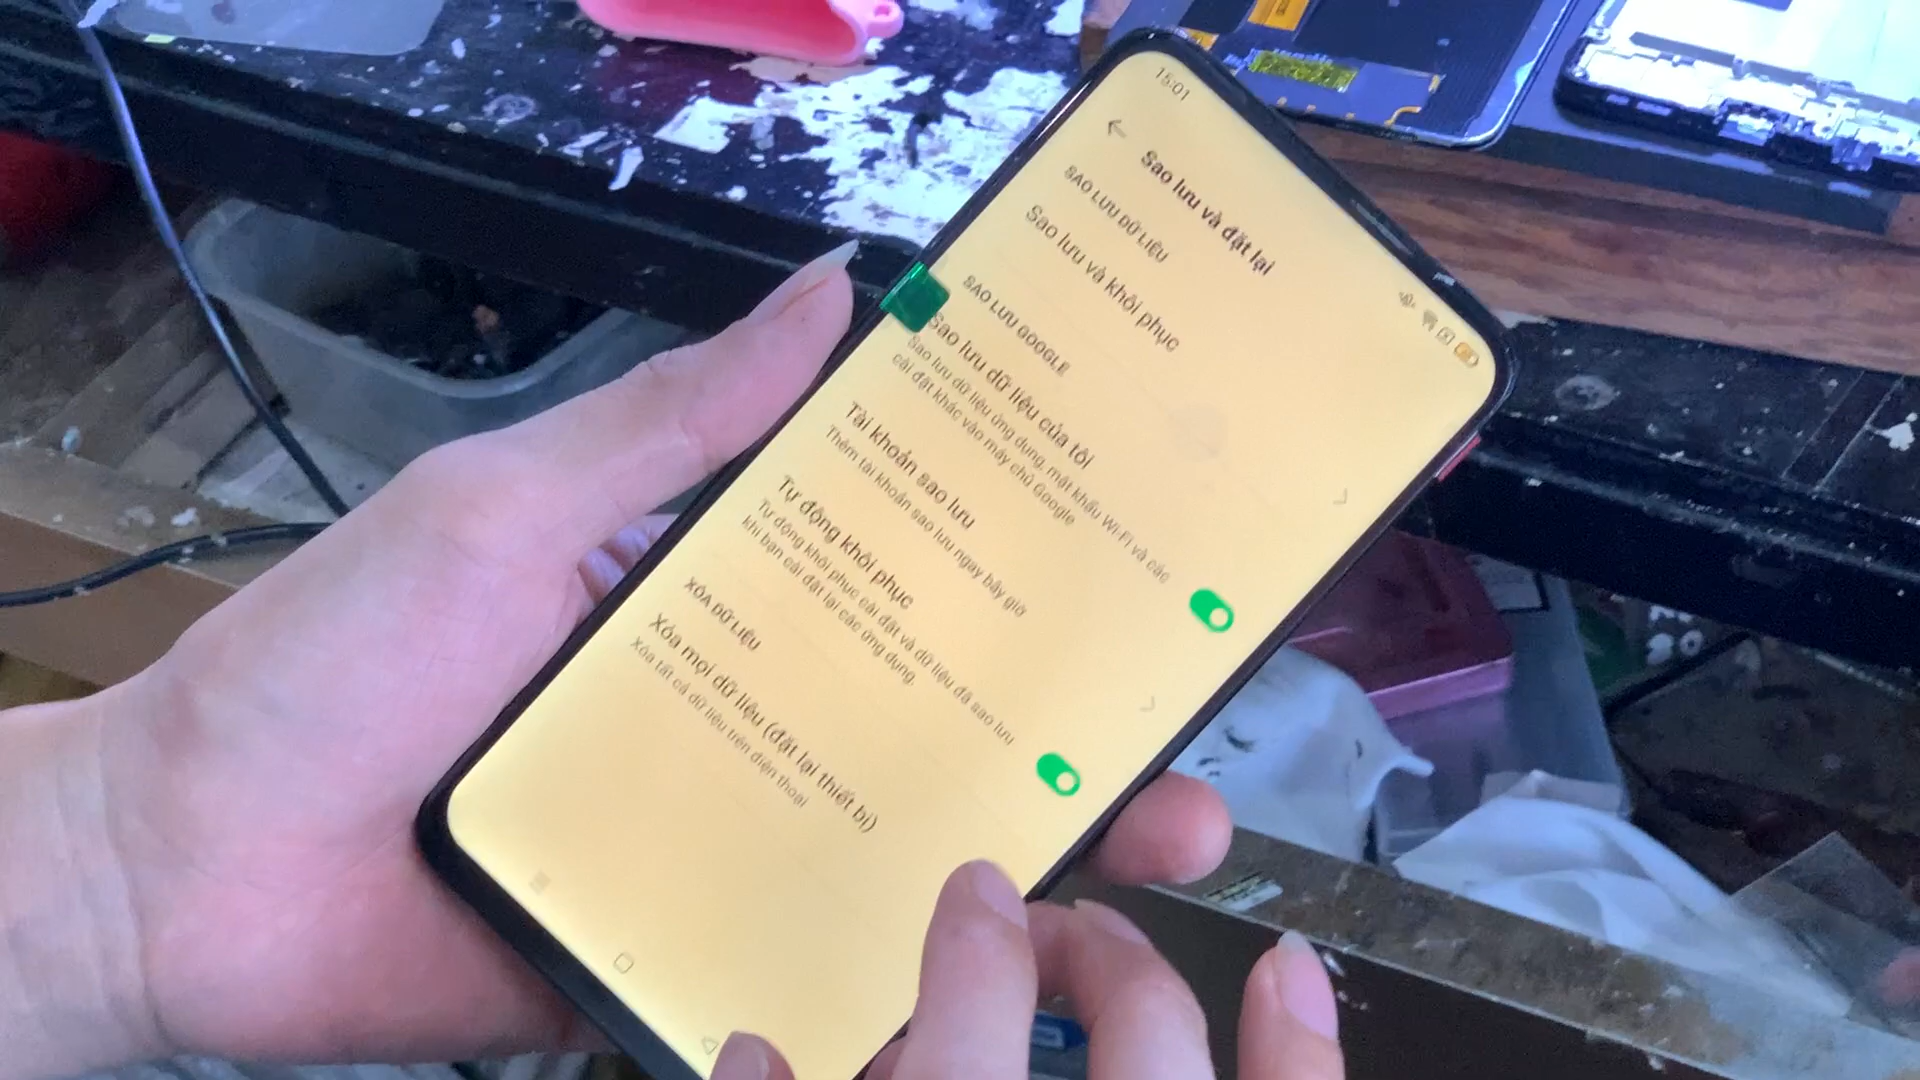 15:01
Sao lưu và đặt lại
SAO LƯU DỮ LIỆU
Sao lưu và khôi phục
SAO LƯU GOOGLE
Sao lưu dữ liệu của tôi
Sao lưu dữ liệu ứng dụng, mật khẩu Wi-Fi và các
cài đặt khác vào máy chủ Google
Tài khoản sao lưu
Thêm tài khoản sao lưu ngay bây giờ
Tự động khôi phục
Tự động khôi phục cài đặt và dữ liệu đã sao lưu
khi bạn cài đặt lại các ứng dụng.
XÓA DỮ LIỆU
Xóa mọi dữ liệu (đặt lại thiết bị)
Xóa tất cả dữ liệu trên điện thoại